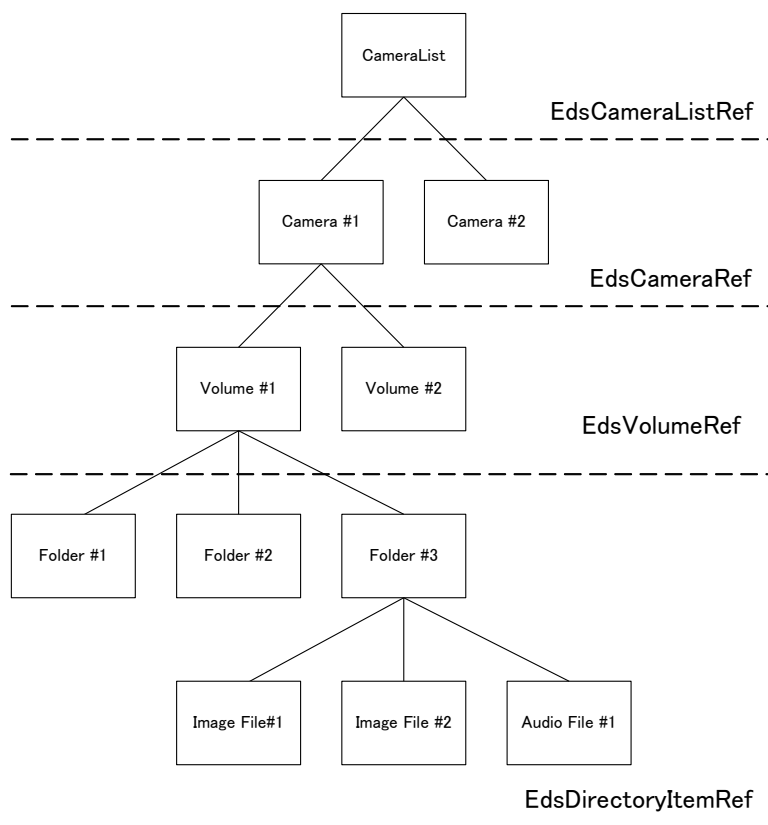 CameraList
EdsCameraListRef
Camera #1
Camera #2
EdsCameraRef
Volume #1
Volume #2
EdsVolumeRef
Folder #1
Folder #2
Folder #3
Image File#1
Image File #2
Audio File #1
EdsDirectoryItemRef